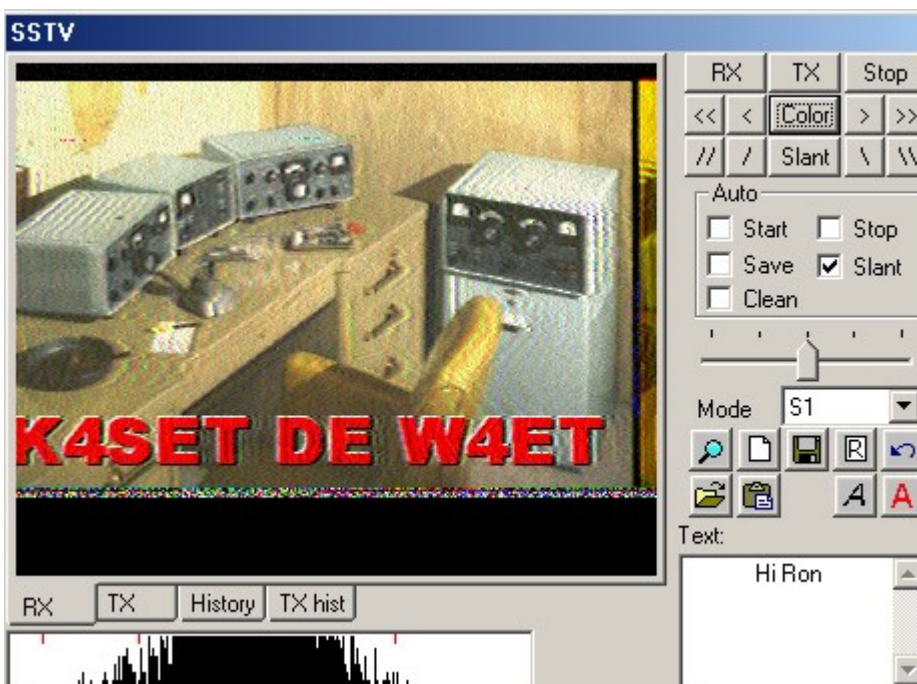 SSTV
RX TX Stop
<< < Color > >>
// / Slant \ \\
Auto
Start Stop
Save Slant
Clean
Mode S1
R
A A
Text:
Hi Ron
K4SET DE W4ET
RX TX History TX hist